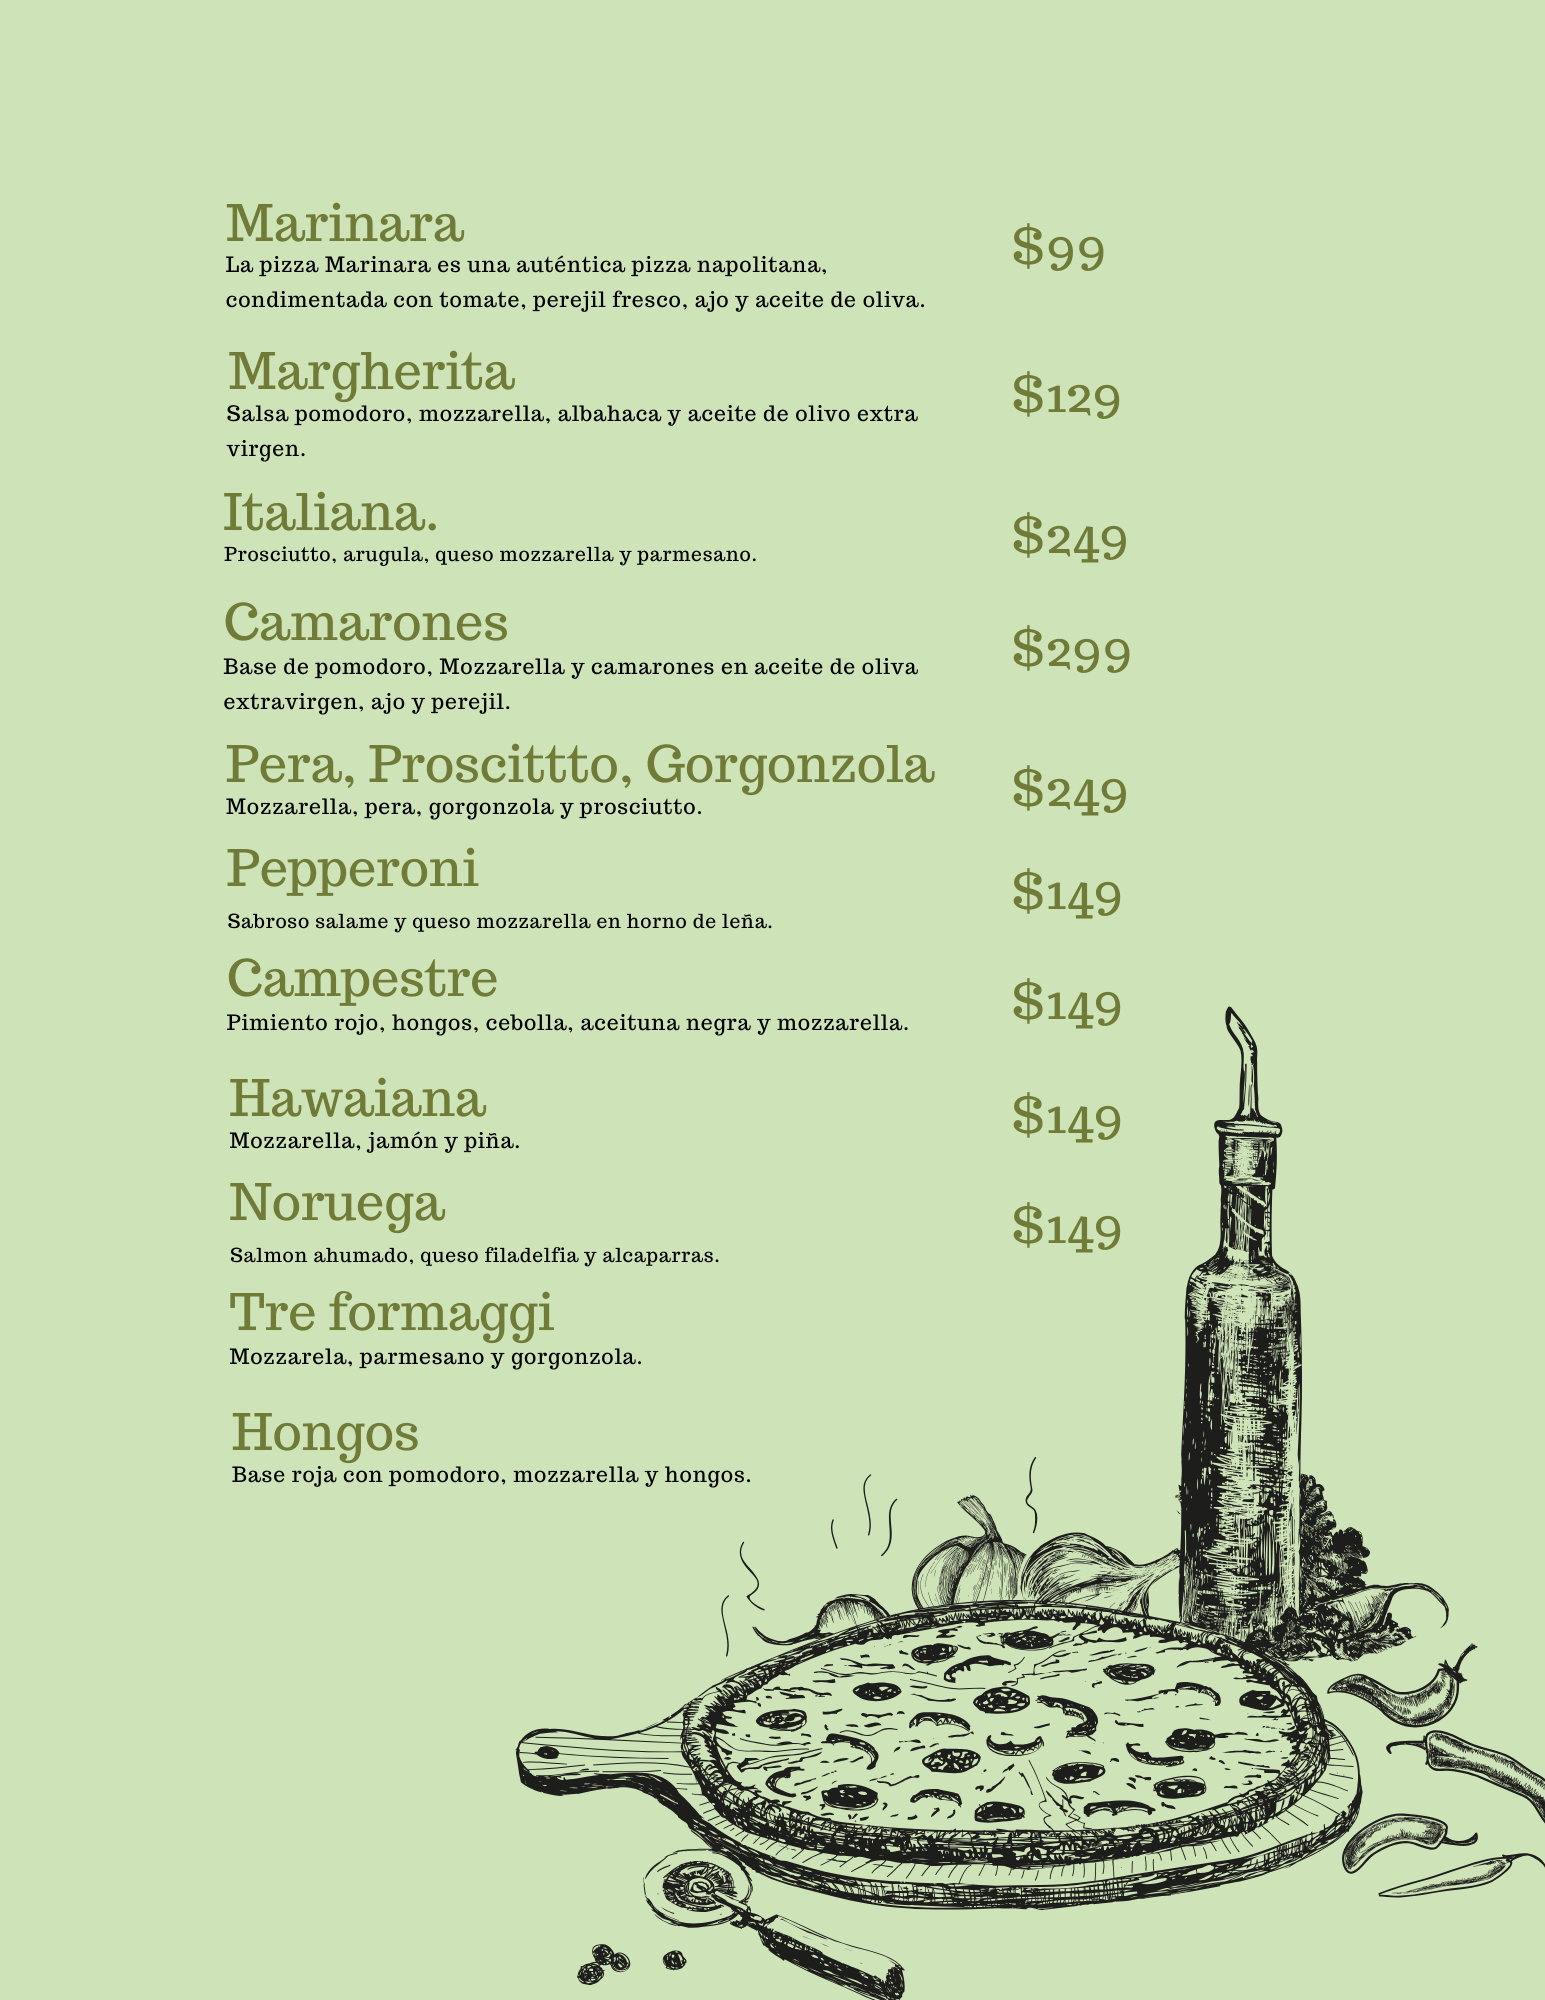 Marinara
$99
La pizza Marinara es una auténtica pizza napolitana,
condimentada con tomate, perejil fresco, ajo y aceite de oliva.
Margherita
$129
Salsa pomodoro, mozzarella, albahaca y aceite de olivo extra
virgen.
Italiana.
$249
Prosciutto, arugula, queso mozzarella y parmesano.
Camarones
$299
Base de pomodoro, Mozzarella y camarones en aceite de oliva
extravirgen, ajo y perejil.
Pera, Proscittto, Gorgonzola
$249
Mozzarella, pera, gorgonzola y prosciutto.
Pepperoni
$149
Sabroso salame y queso mozzarella en horno de leña.
Campestre
$149
Pimiento rojo, hongos, cebolla, aceituna negra y mozzarella.
Hawaiana
$149
Mozzarella, jamón y piña.
Noruega
$149
Salmon ahumado, queso filadelfia y alcaparras.
Tre formaggi
Mozzarela, parmesano y gorgonzola.
Hongos
Base roja con pomodoro, mozzarella y hongos.